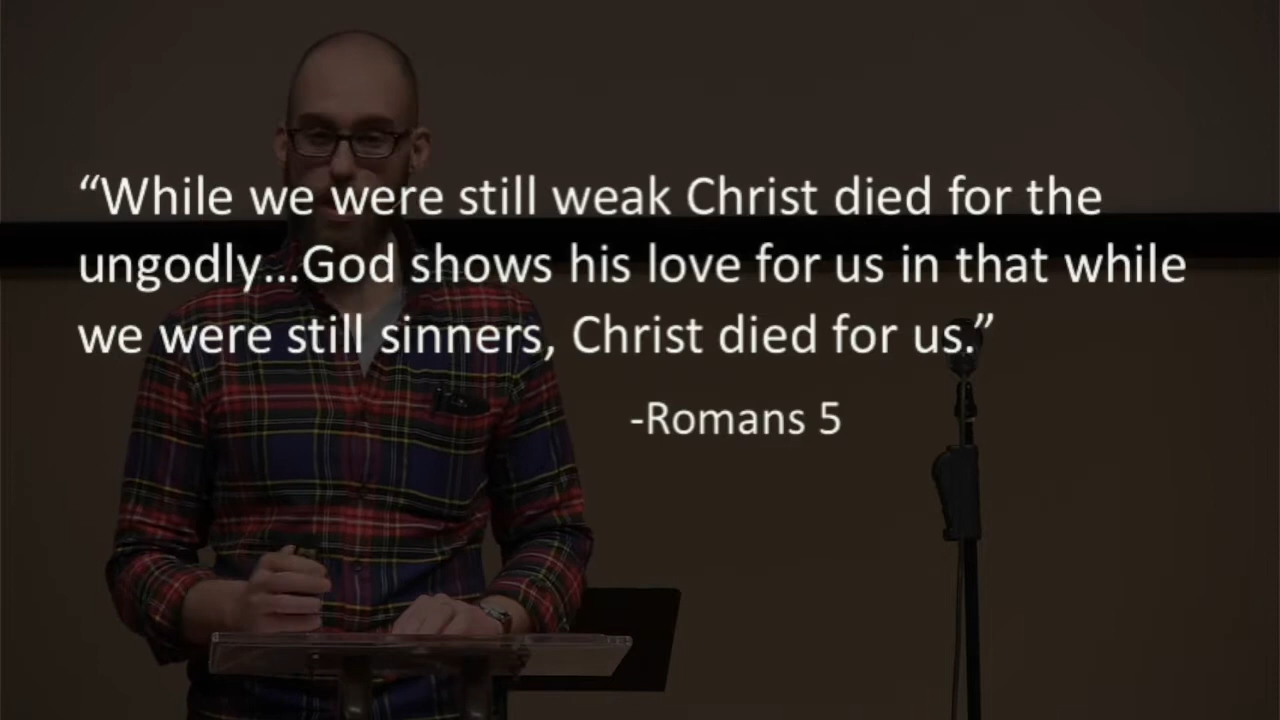 “While we were still weak Christ died for the
ungodly...God shows his love for us in that while
we were still sinners, Christ died for us.”
-Romans 5